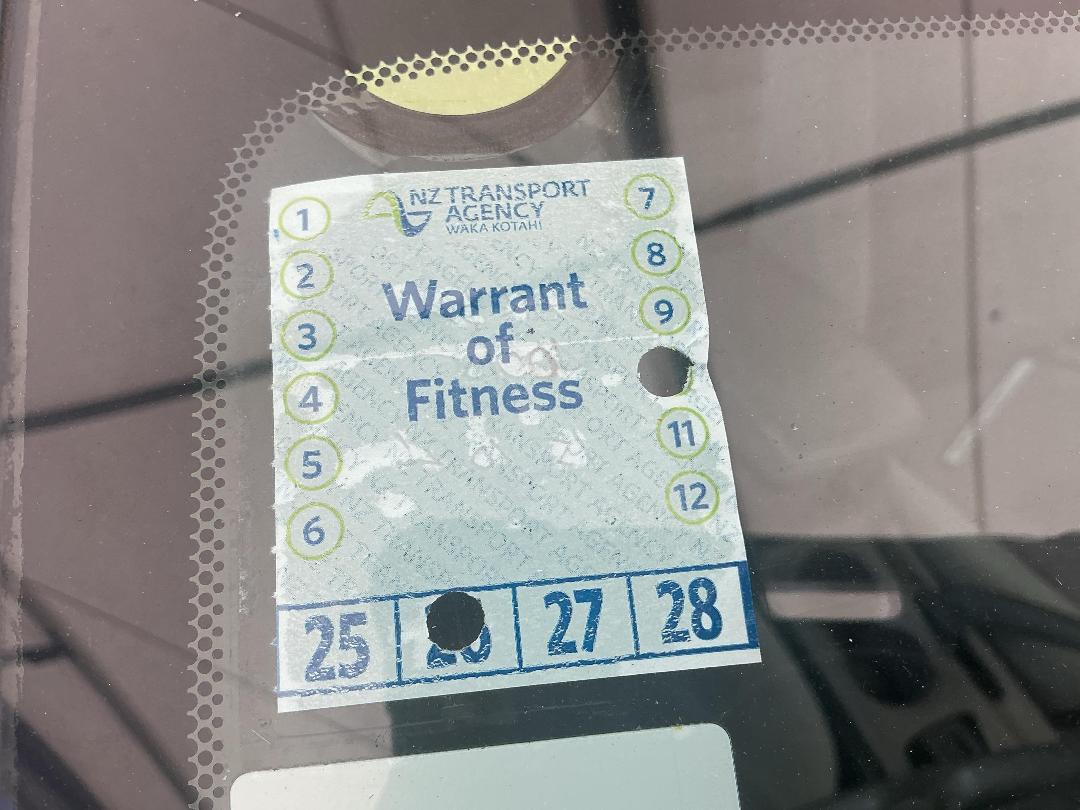 NZ TRANSPORT
AGENCY
WAKA KOTAHI
1
2
3
4
5
6
7
8
9
11
12
Warrant
of
Fitness
25
27
28